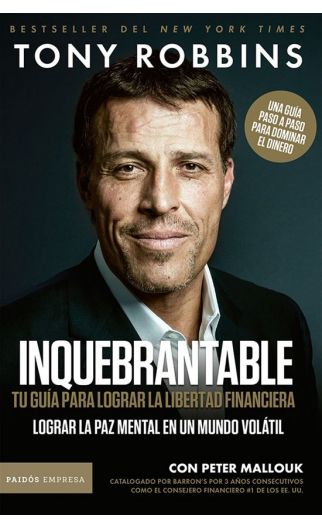 BESTSELLER DEL NEW YORK TIMES
TONY ROBBINS
UNA GUÍA
PASO A PASO
PARA DOMINAR
EL DINERO
INQUEBRANTABLE
TU GUÍA PARA LOGRAR LA LIBERTAD FINANCIERA
LOGRAR LA PAZ MENTAL EN UN MUNDO VOLÁTIL
CON PETER MALLOUK
CATALOGADO POR BARRON'S POR 3 AÑOS CONSECUTIVOS
COMO EL CONSEJERO FINANCIERO #1 DE LOS EE. UU.
PAIDÓS EMPRESA